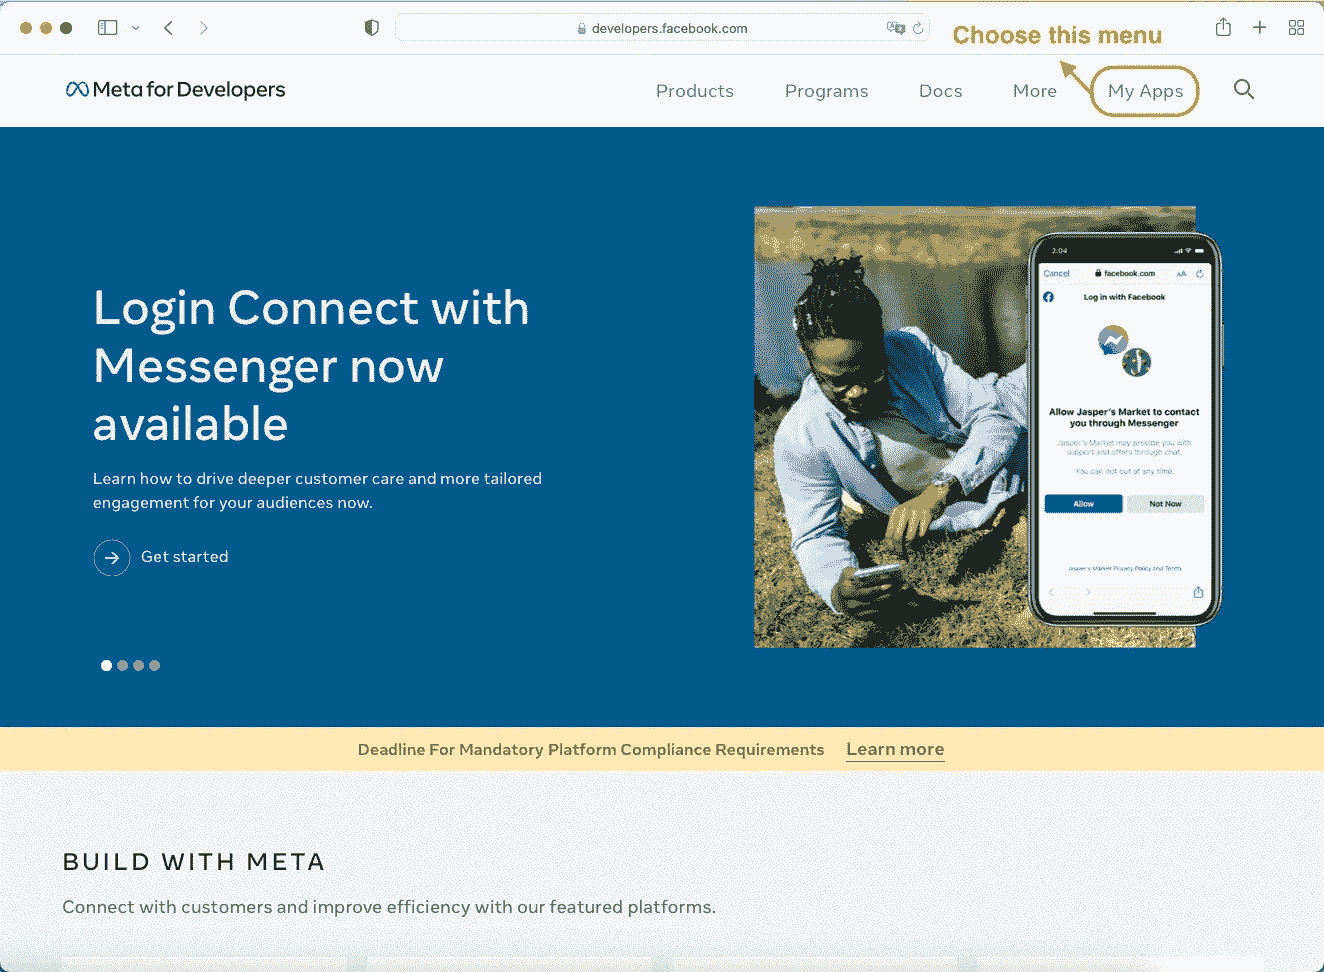 developers.facebook.com
Choose this menu
Meta for Developers
Products Programs Docs More My Apps
Login Connect with
Messenger now
available
Learn how to drive deeper customer care and more tailored
engagement for your audiences now.
Get started
2:04
Cancel facebook.com AA
Log in with Facebook
Allow Jasper's Market to contact
you through Messenger
Jasper's Market may provide you with
support and offers through chat.
You can opt out at any time.
Allow Not Now
Jasper's Market Privacy Policy and Terms
Deadline For Mandatory Platform Compliance Requirements Learn more
BUILD WITH META
Connect with customers and improve efficiency with our featured platforms.